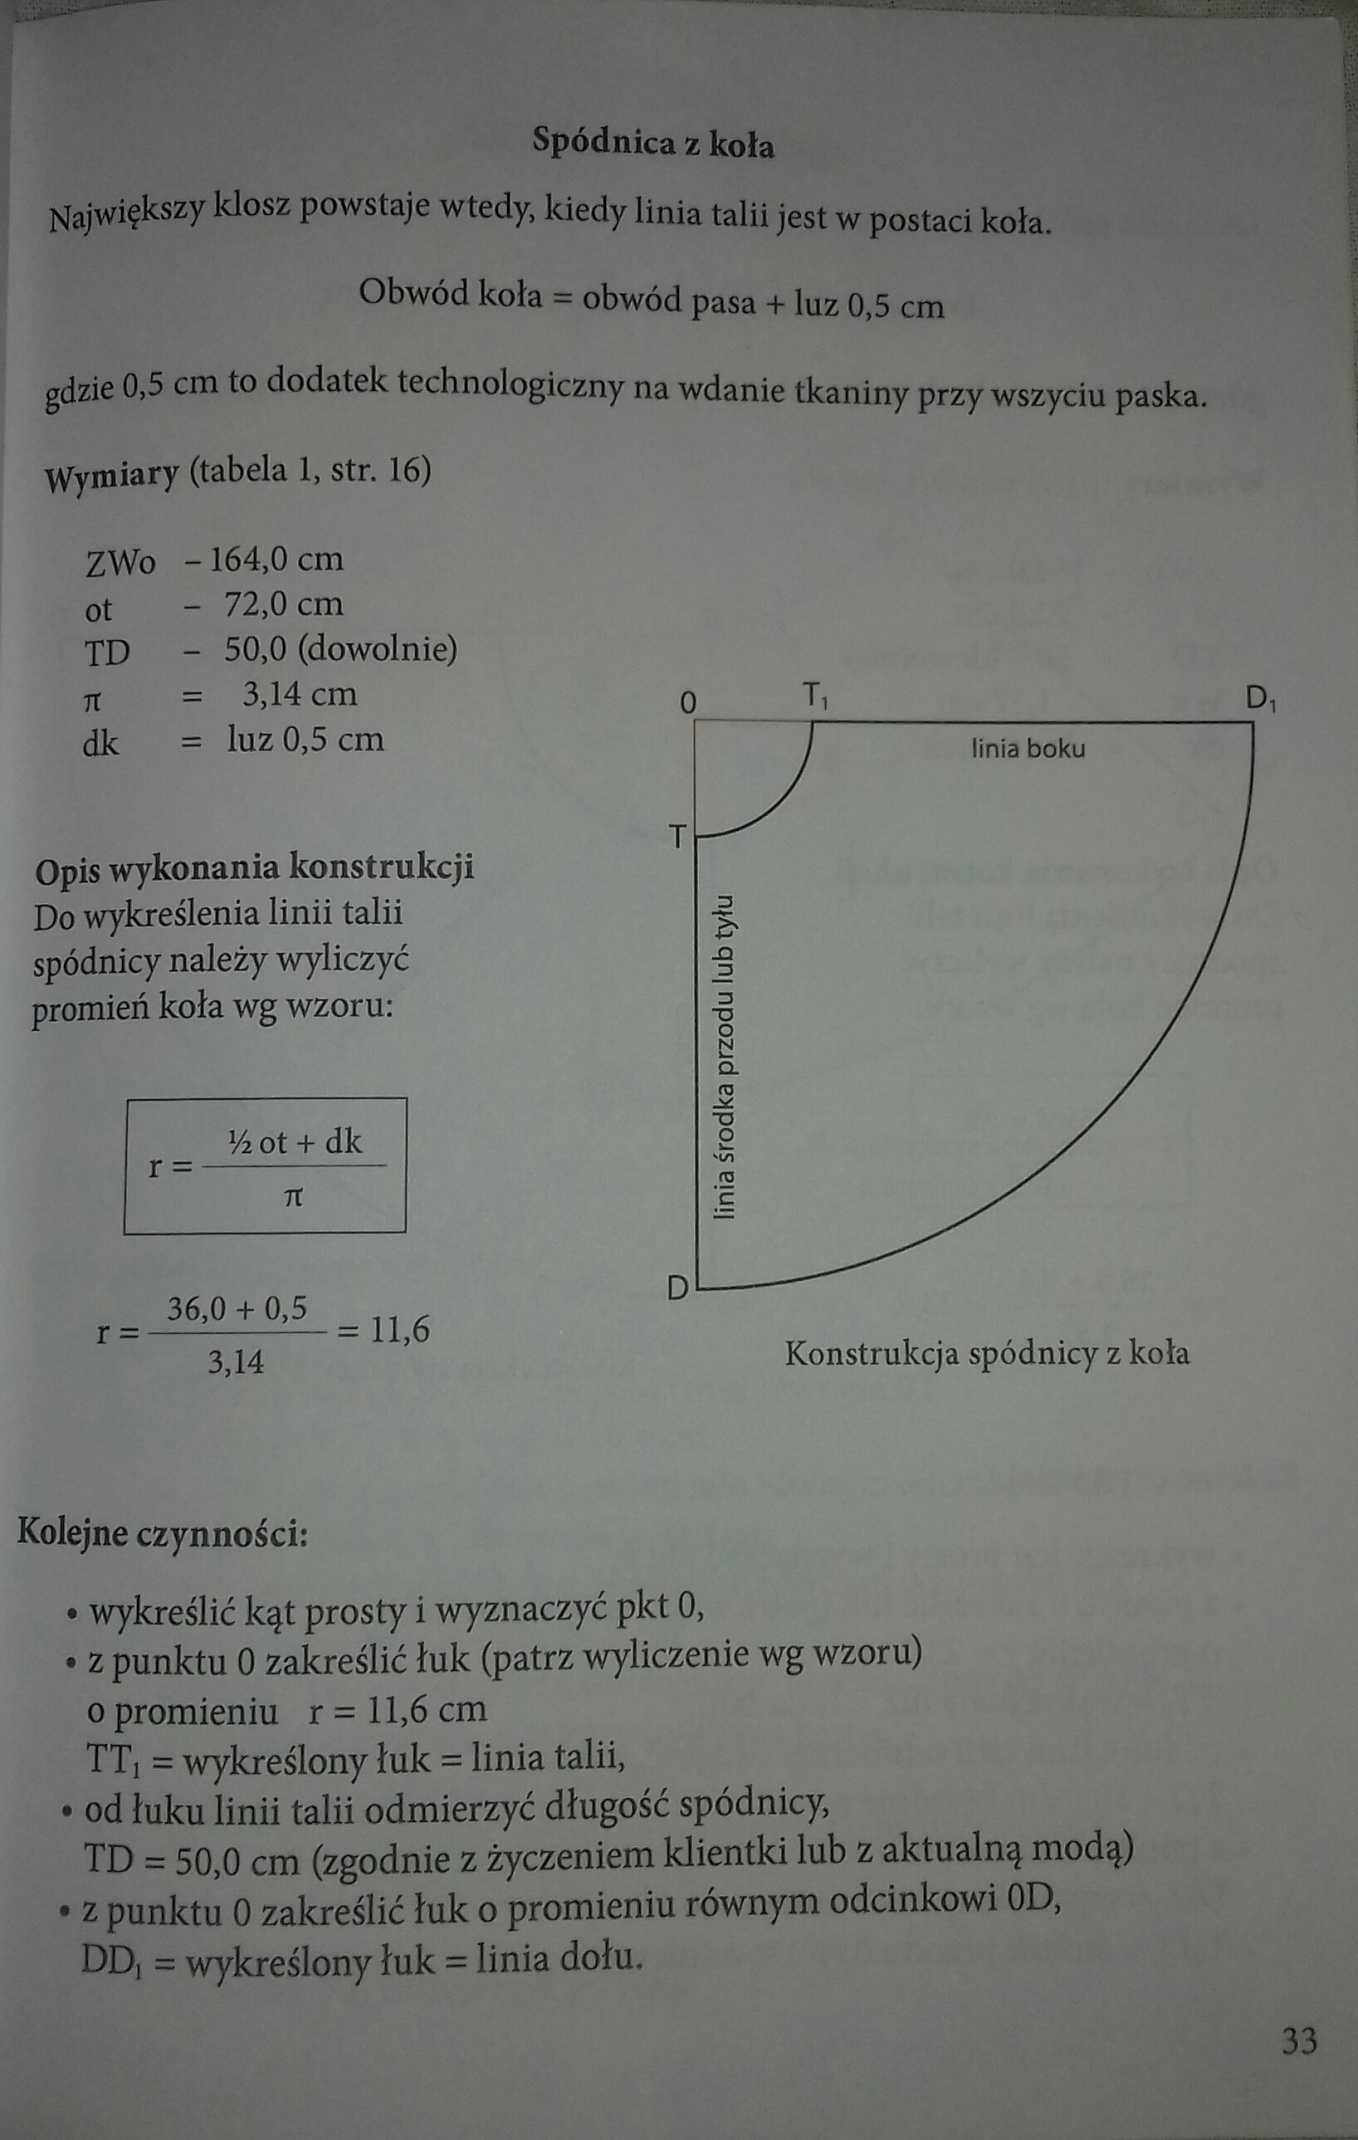 Spódnica z koła
Największy klosz powstaje wtedy, kiedy linia talii jest w postaci koła.
Obwód koła = obwód pasa + luz 0,5 cm
gdzie 0,5 cm to dodatek technologiczny na wdanie tkaniny przy wszyciu paska.
Wymiary (tabela 1, str. 16)
ZWo – 164,0 cm
ot – 72,0 cm
TD – 50,0 (dowolnie)
π = 3,14 cm
dk = luz 0,5 cm
0 T₁ D₁
linia boku
T
linia środka przodu lub tyłu
D
Konstrukcja spódnicy z koła
Opis wykonania konstrukcji
Do wykreślenia linii talii
spódnicy należy wyliczyć
promień koła wg wzoru:
r = ½ ot + dk / π
r = 36,0 + 0,5 / 3,14 = 11,6
Kolejne czynności:
• wykreślić kąt prosty i wyznaczyć pkt 0,
• z punktu 0 zakreślić łuk (patrz wyliczenie wg wzoru)
o promieniu r = 11,6 cm
TT₁ = wykreślony łuk = linia talii,
• od łuku linii talii odmierzyć długość spódnicy,
TD = 50,0 cm (zgodnie z życzeniem klientki lub z aktualną modą)
• z punktu 0 zakreślić łuk o promieniu równym odcinkowi 0D,
DD₁ = wykreślony łuk = linia dołu.
33